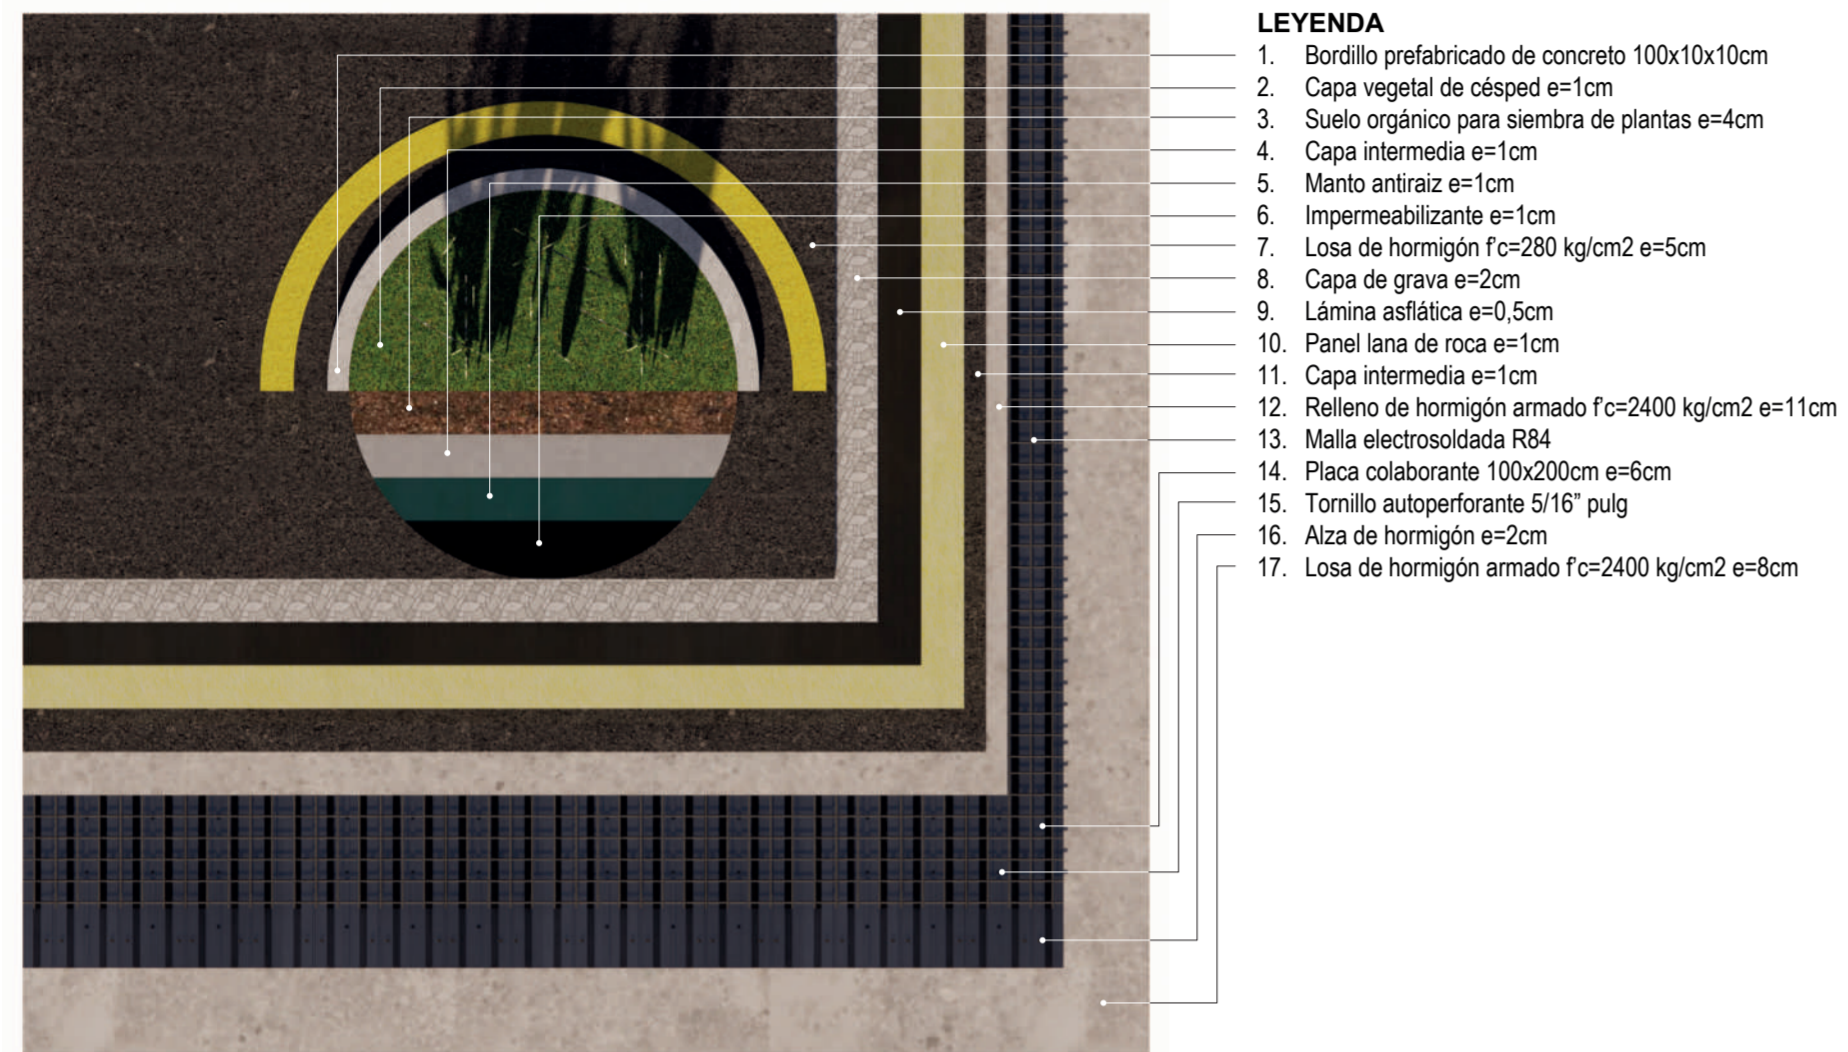 LEYENDA
1. Bordillo prefabricado de concreto 100x10x10cm
2. Capa vegetal de césped e=1cm
3. Suelo orgánico para siembra de plantas e=4cm
4. Capa intermedia e=1cm
5. Manto antiraiz e=1cm
6. Impermeabilizante e=1cm
7. Losa de hormigón f'c=280 kg/cm2 e=5cm
8. Capa de grava e=2cm
9. Lámina asflática e=0,5cm
10. Panel lana de roca e=1cm
11. Capa intermedia e=1cm
12. Relleno de hormigón armado f'c=2400 kg/cm2 e=11cm
13. Malla electrosoldada R84
14. Placa colaborante 100x200cm e=6cm
15. Tornillo autoperforante 5/16” pulg
16. Alza de hormigón e=2cm
17. Losa de hormigón armado f'c=2400 kg/cm2 e=8cm